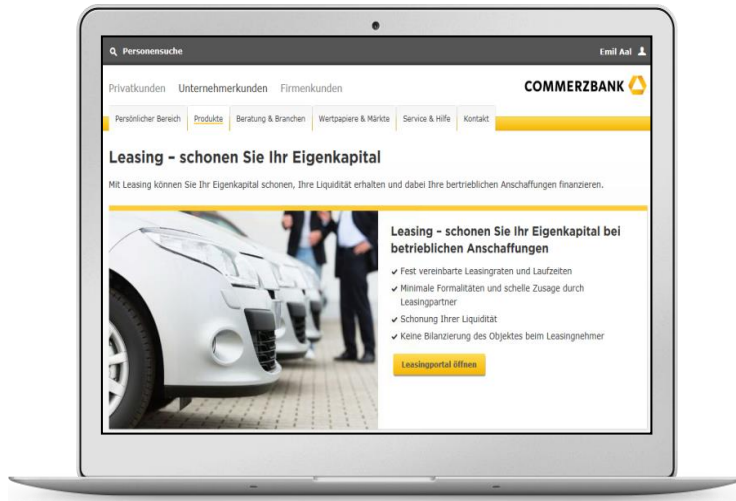 Personensuche Emil Aal
Privatkunden Unternehmerkunden Firmenkunden COMMERZBANK
Persönlicher Bereich Produkte Beratung & Branchen Wertpapiere & Märkte Service & Hilfe Kontakt
Leasing – schonen Sie Ihr Eigenkapital
Mit Leasing können Sie Ihr Eigenkapital schonen, Ihre Liquidität erhalten und dabei Ihre bertrieblichen Anschaffungen finanzieren.
Leasing – schonen Sie Ihr Eigenkapital bei
betrieblichen Anschaffungen
✓ Fest vereinbarte Leasingraten und Laufzeiten
✓ Minimale Formalitäten und schelle Zusage durch
Leasingpartner
✓ Schonung Ihrer Liquidität
✓ Keine Bilanzierung des Objektes beim Leasingnehmer
Leasingportal öffnen